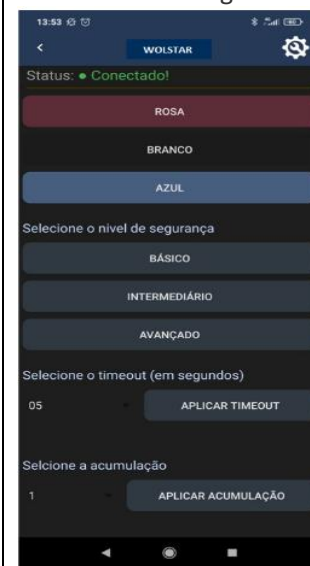 13:53
WOLSTAR
Status: ● Conectado!
ROSA
BRANCO
AZUL
Selecione o nivel de segurança
BÁSICO
INTERMEDIÁRIO
AVANÇADO
Selecione o timeout (em segundos)
05 APLICAR TIMEOUT
Selcione a acumulação
1 APLICAR ACUMULAÇÃO